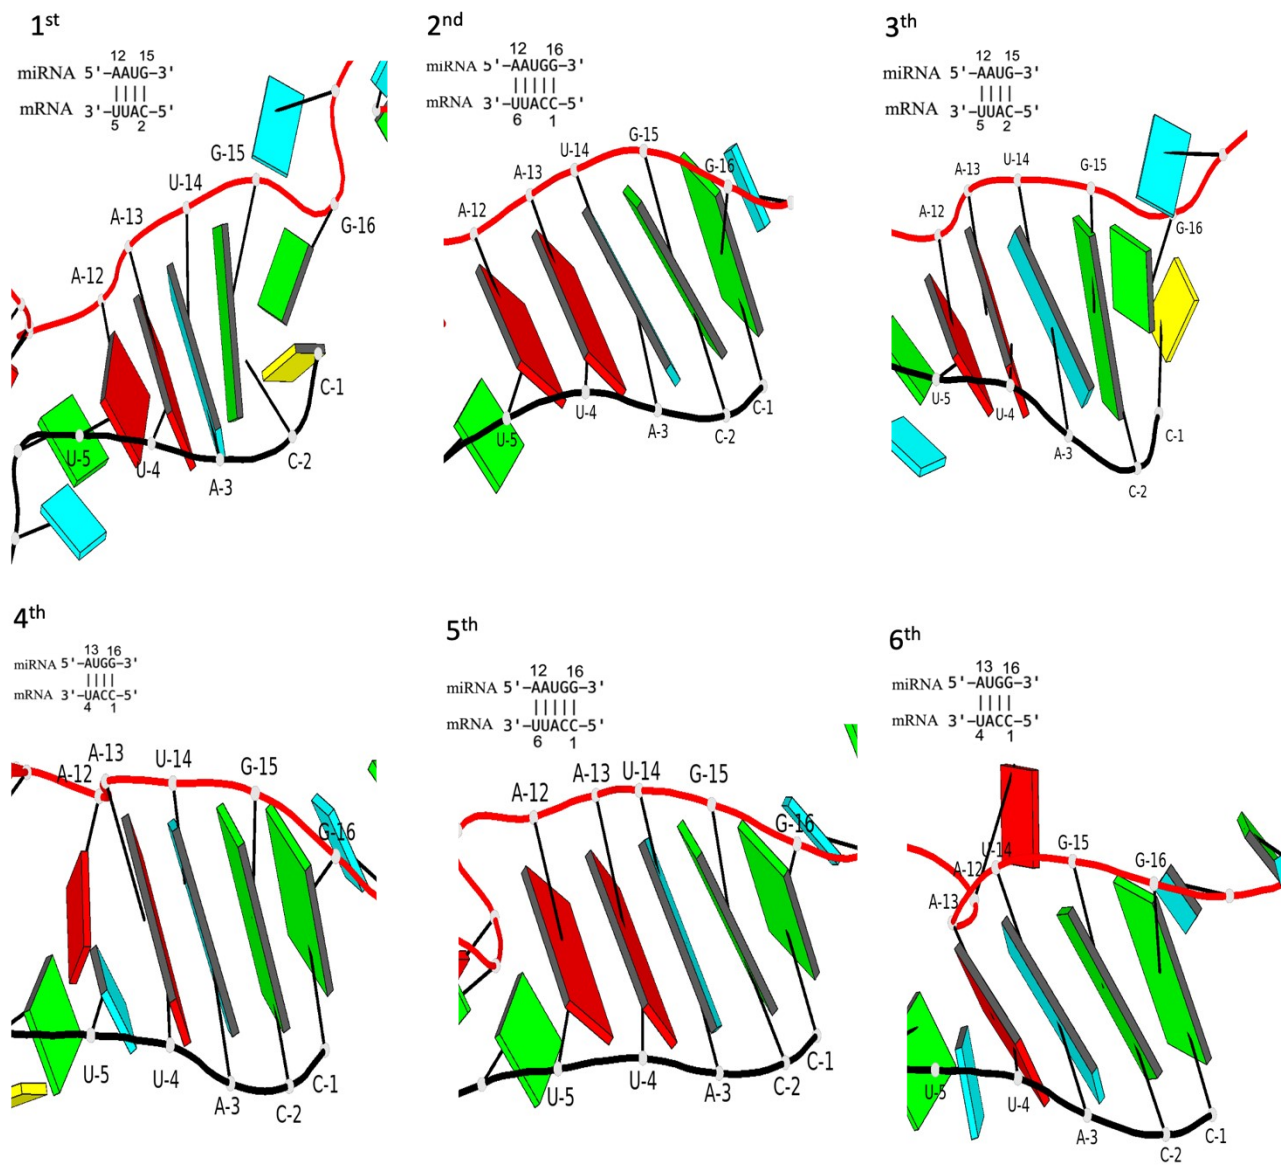 1st
12 15
miRNA 5'-AAUG-3'
||||
mRNA 3'-UUAC-5'
5 2
G-15
U-14
A-13
G-16
A-12
C-1
U-5
U-4
C-2
A-3
2nd
12 16
miRNA 5'-AAUGG-3'
|||||
mRNA 3'-UUACC-5'
6 1
G-15
U-14
G-16
A-13
A-12
C-1
U-4
U-5
A-3
C-2
3th
12 15
miRNA 5'-AAUG-3'
||||
mRNA 3'-UUAC-5'
5 2
U-14
A-13
G-15
A-12
G-16
U-5
U-4
C-1
A-3
C-2
4th
13 16
miRNA 5'-AUGG-3'
||||
mRNA 3'-UACC-5'
4 1
A-13
U-14
A-12
G-15
G-16
U-5
U-4
C-1
A-3
C-2
5th
12 16
miRNA 5'-AAUGG-3'
|||||
mRNA 3'-UUACC-5'
6 1
A-13
U-14
G-15
A-12
G-16
U-5
U-4
C-1
A-3
C-2
6th
13 16
miRNA 5'-AUGG-3'
||||
mRNA 3'-UACC-5'
4 1
U-14
G-15
A-12
G-16
A-13
U-5
U-4
A-3
C-1
C-2